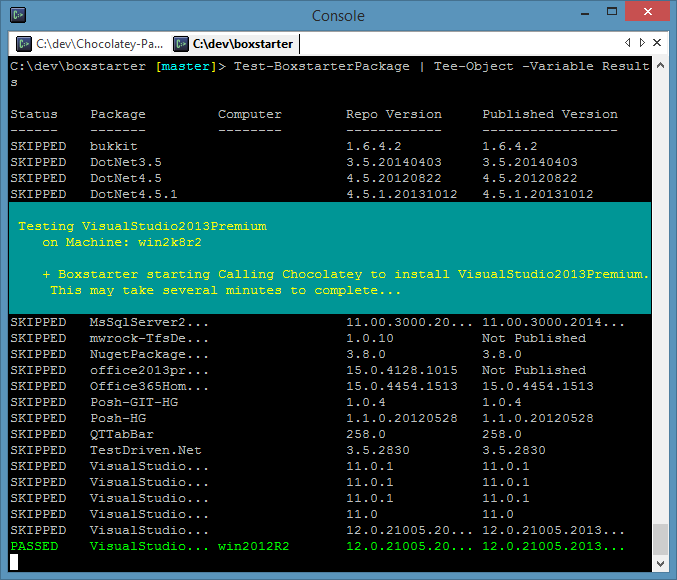 Console
C:\dev\Chocolatey-Pa... C:\dev\boxstarter
C:\dev\boxstarter [master]> Test-BoxstarterPackage | Tee-Object -Variable Result
s
Status Package Computer Repo Version Published Version
------ ------- -------- ------------ -----------------
SKIPPED bukkit 1.6.4.2 1.6.4.2
SKIPPED DotNet3.5 3.5.20140403 3.5.20140403
SKIPPED DotNet4.5 4.5.20120822 4.5.20120822
SKIPPED DotNet4.5.1 4.5.1.20131012 4.5.1.20131012
Testing VisualStudio2013Premium
on Machine: win2k8r2
+ Boxstarter starting Calling Chocolatey to install VisualStudio2013Premium.
This may take several minutes to complete...
SKIPPED MsSqlServer2... 11.00.3000.20... 11.00.3000.2014...
SKIPPED mwrock-TfsDe... 1.0.10 Not Published
SKIPPED NugetPackage... 3.8.0 3.8.0
SKIPPED office2013pr... 15.0.4128.1015 Not Published
SKIPPED Office365Hom... 15.0.4454.1513 15.0.4454.1513
SKIPPED Posh-GIT-HG 1.0.4 1.0.4
SKIPPED Posh-HG 1.1.0.20120528 1.1.0.20120528
SKIPPED QTTabBar 258.0 258.0
SKIPPED TestDriven.Net 3.5.2830 3.5.2830
SKIPPED VisualStudio... 11.0.1 11.0.1
SKIPPED VisualStudio... 11.0.1 11.0.1
SKIPPED VisualStudio... 11.0.1 11.0.1
SKIPPED VisualStudio... 11.0 11.0
SKIPPED VisualStudio... 12.0.21005.20... 12.0.21005.2013...
PASSED VisualStudio... win2012R2 12.0.21005.20... 12.0.21005.2013...